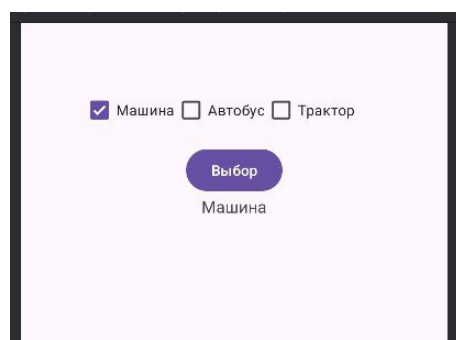 Машина Автобус Трактор
Выбор
Машина